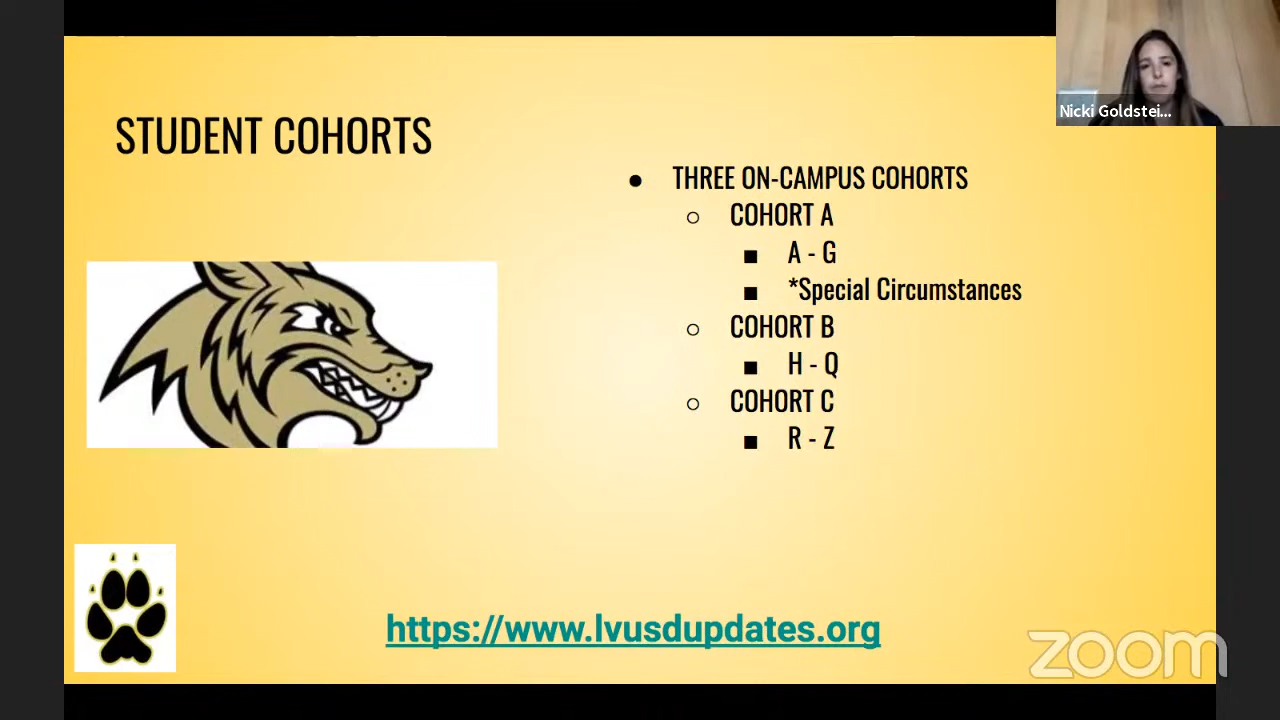 Nicki Goldstei...
STUDENT COHORTS
● THREE ON-CAMPUS COHORTS
○ COHORT A
■ A - G
■ *Special Circumstances
○ COHORT B
■ H - Q
○ COHORT C
■ R - Z
https://www.lvusdupdates.org
zoom